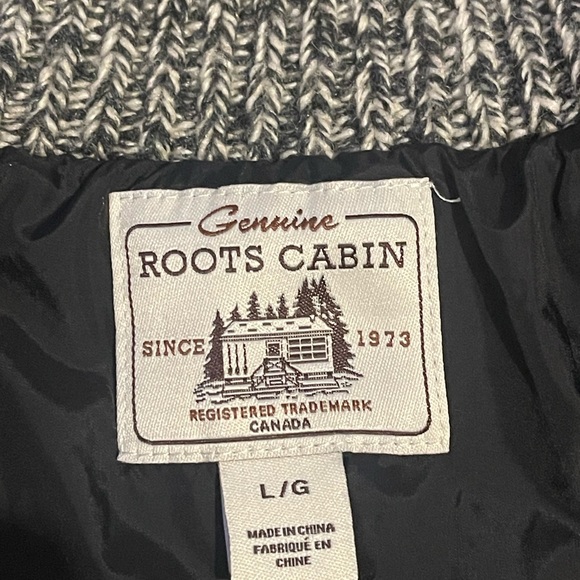 Genuine
ROOTS CABIN
SINCE 1973
REGISTERED TRADEMARK
CANADA
L/G
MADE IN CHINA
FABRIQUÉ EN
CHINE